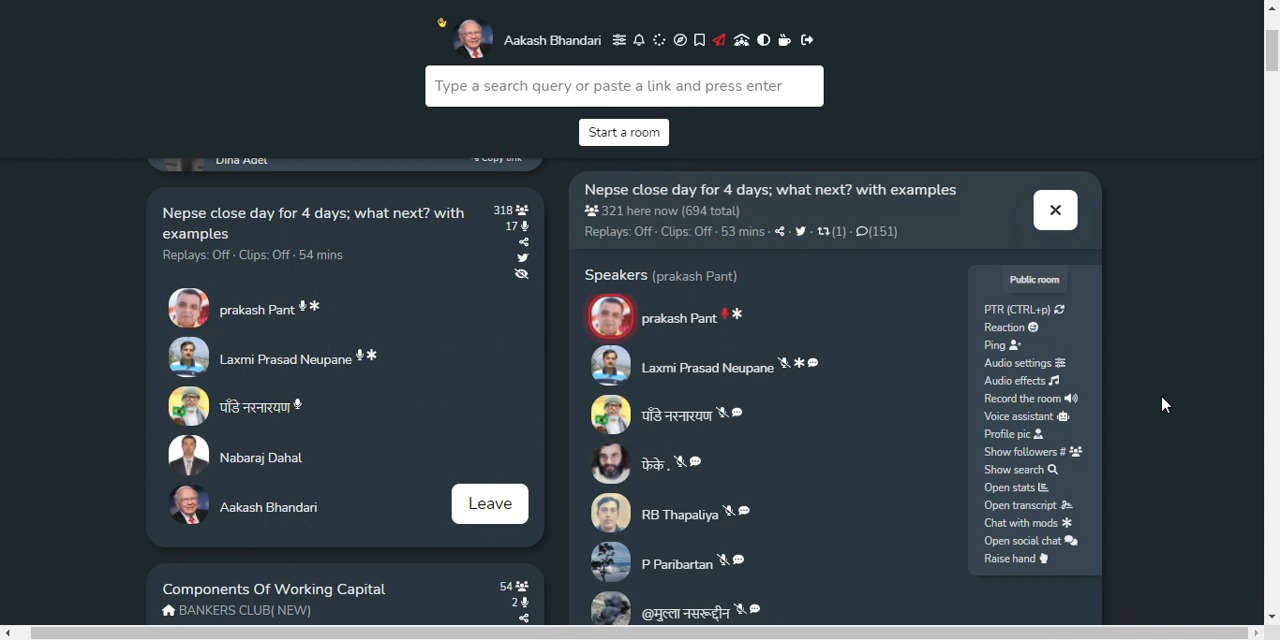 Aakash Bhandari
Type a search query or paste a link and press enter
Start a room
Dina Adel
Copy link
Nepse close day for 4 days; what next? with
examples
318
17
Replays: Off · Clips: Off · 54 mins
prakash Pant
Laxmi Prasad Neupane
पाँडे नरनारयण
Nabaraj Dahal
Aakash Bhandari
Leave
Components Of Working Capital
54
2
BANKERS CLUB( NEW)
Nepse close day for 4 days; what next? with examples
321 here now (694 total)
Replays: Off · Clips: Off · 53 mins · · · (1) · (151)
Speakers (prakash Pant)
prakash Pant
Laxmi Prasad Neupane
पाँडे नरनारयण
फेके .
RB Thapaliya
P Paribartan
@मुल्ला नसरूद्दीन
Public room
PTR (CTRL+p)
Reaction
Ping
Audio settings
Audio effects
Record the room
Voice assistant
Profile pic
Show followers #
Show search
Open stats
Open transcript
Chat with mods
Open social chat
Raise hand